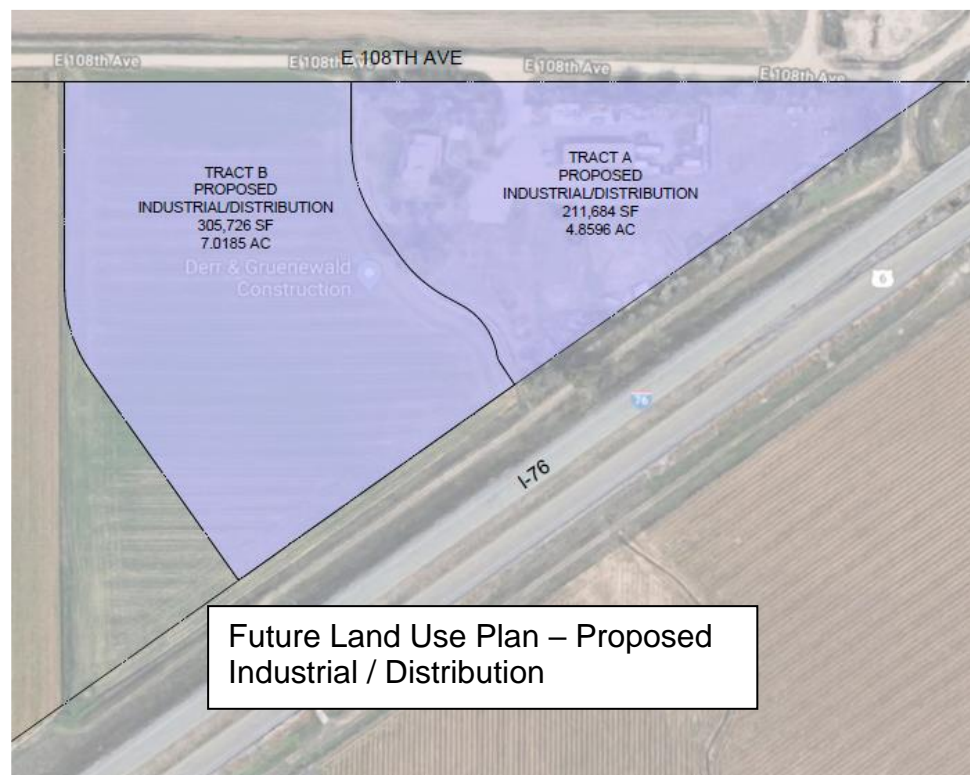 E 108TH AVE
E 108th Ave
E 108th Ave
E 108th Ave
E 108th Ave
TRACT B
PROPOSED
INDUSTRIAL/DISTRIBUTION
305,726 SF
7.0185 AC
TRACT A
PROPOSED
INDUSTRIAL/DISTRIBUTION
211,684 SF
4.8596 AC
Derr & Gruenewald
Construction
6
76
I-76
Future Land Use Plan – Proposed
Industrial / Distribution